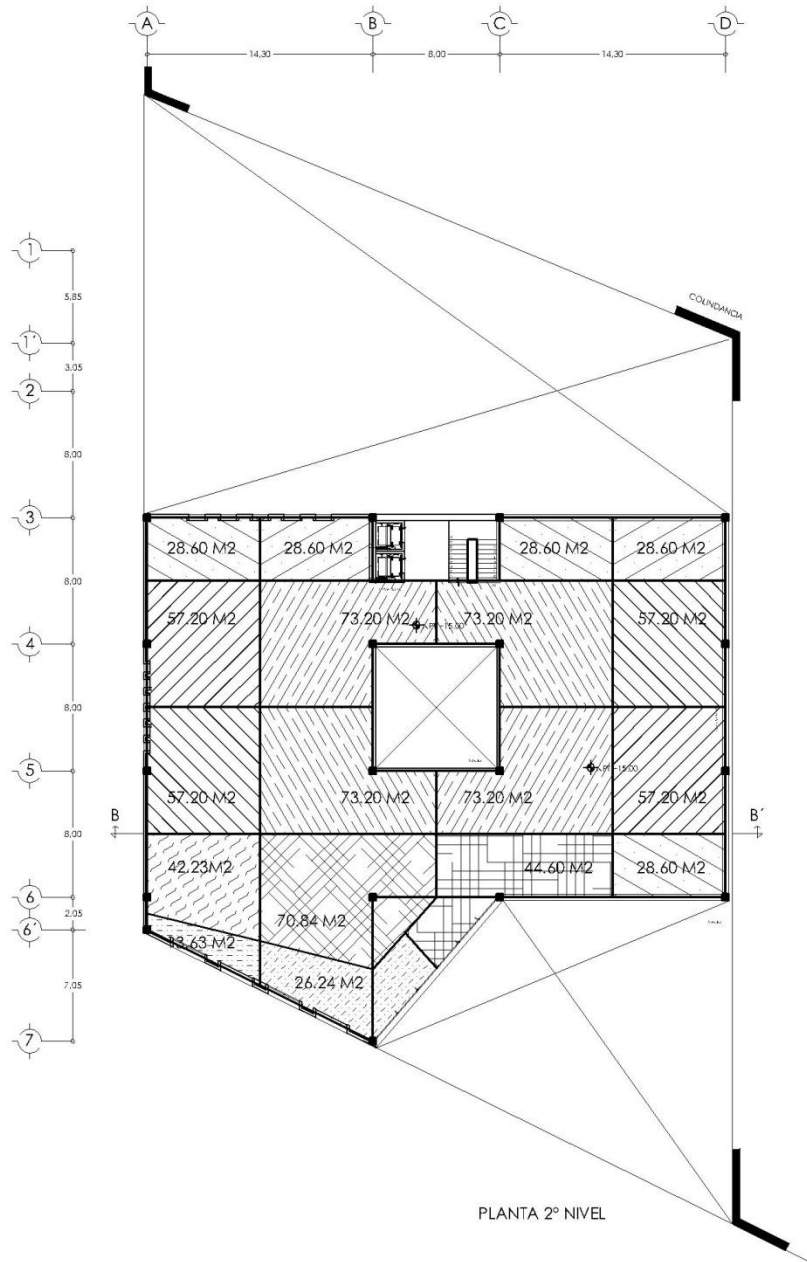 A B C D
14,30 8,00 14,30
1
5,85
COLINDANCIA
1´
3,05
2
8,00
3
28.60 M2 28.60 M2 28.60 M2 28.60 M2
8,00
57.20 M2 73.20 M2 73.20 M2 57.20 M2
4
8,00
5
57.20 M2 73.20 M2 73.20 M2 57.20 M2
B B´
8,00
42.23M2 44.60 M2 28.60 M2
6
2,05
70.84 M2
6´
13.63 M2
26.24 M2
7,05
7
PLANTA 2º NIVEL